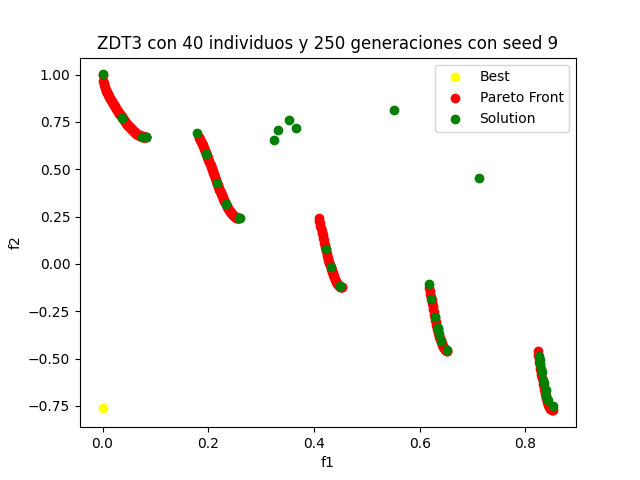 ZDT3 con 40 individuos y 250 generaciones con seed 9
Best
Pareto Front
Solution
1.00
0.75
0.50
0.25
0.00
−0.25
−0.50
−0.75
f2
0.0
0.2
0.4
0.6
0.8
f1